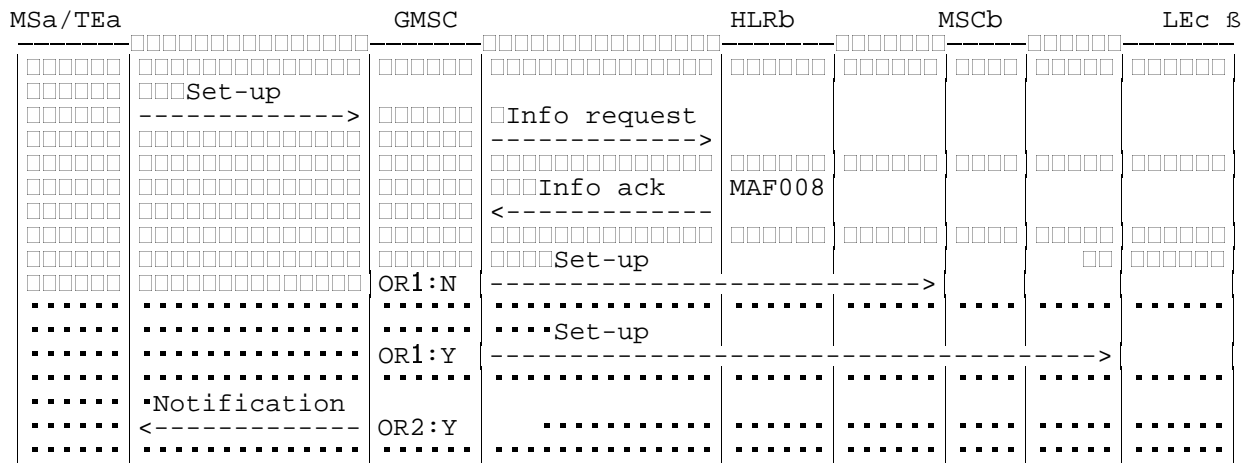 MSa/TEa GMSC HLRb MSCb LEc ß
Set-up
-------------> Info request
------------->
Info ack MAF008
<-------------
Set-up
OR1:N --------------------------->
Set-up
OR1:Y -------------------------------------->
Notification
<------------- OR2:Y